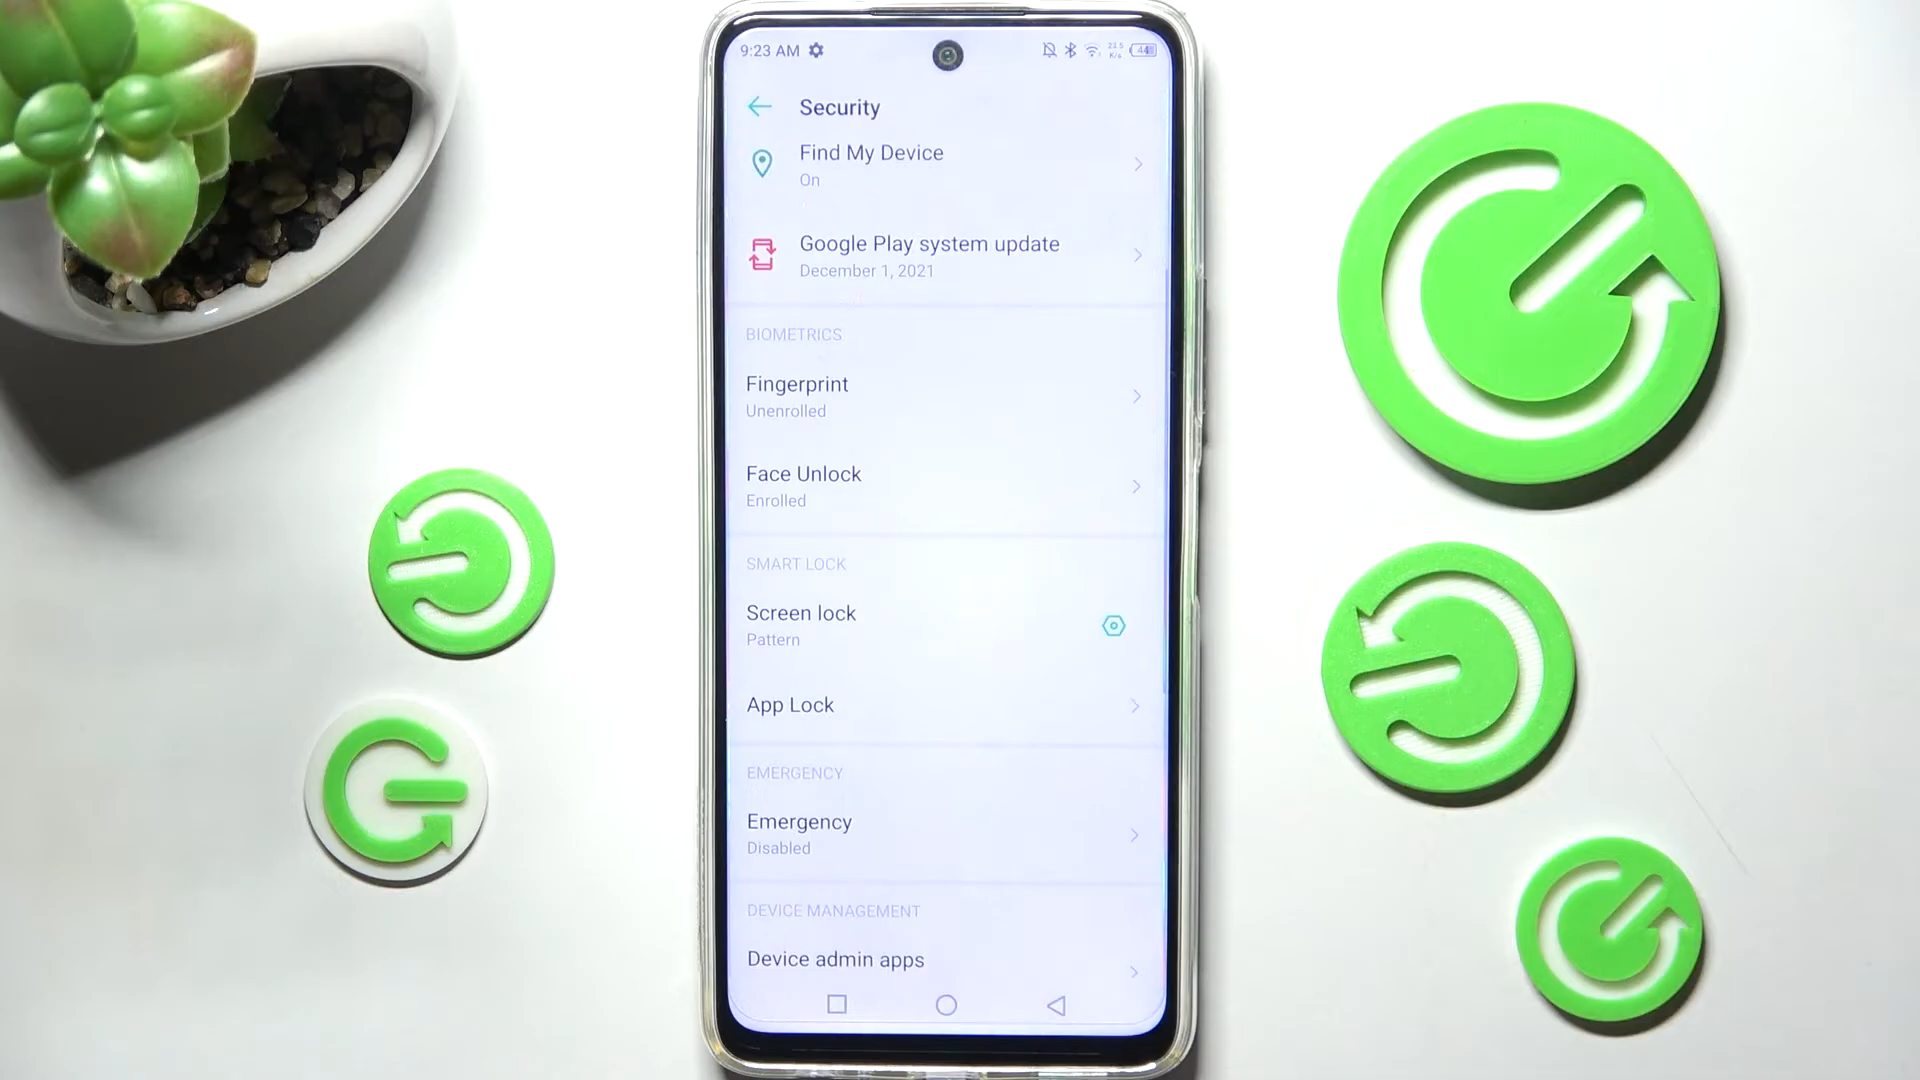 9:23 AM
44
Security
Find My Device
On
Google Play system update
December 1, 2021
BIOMETRICS
Fingerprint
Unenrolled
Face Unlock
Enrolled
SMART LOCK
Screen lock
Pattern
App Lock
EMERGENCY
Emergency
Disabled
DEVICE MANAGEMENT
Device admin apps